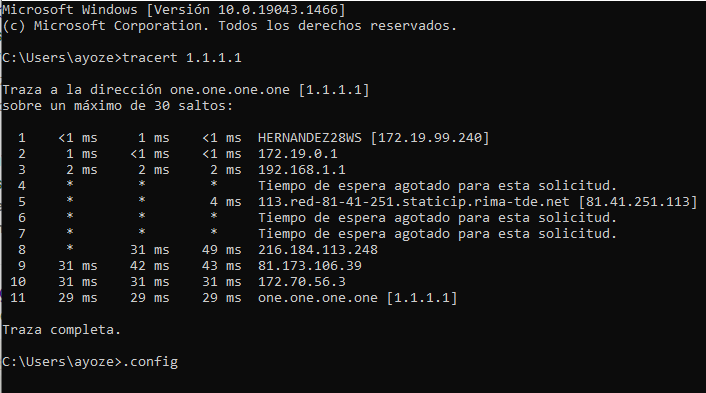 Microsoft Windows [Versión 10.0.19043.1466]
(c) Microsoft Corporation. Todos los derechos reservados.
C:\Users\ayoze>tracert 1.1.1.1
Traza a la dirección one.one.one.one [1.1.1.1]
sobre un máximo de 30 saltos:
1 <1 ms 1 ms <1 ms HERNANDEZ28WS [172.19.99.240]
2 1 ms <1 ms <1 ms 172.19.0.1
3 2 ms 2 ms 2 ms 192.168.1.1
4 * * * Tiempo de espera agotado para esta solicitud.
5 * * 4 ms 113.red-81-41-251.staticip.rima-tde.net [81.41.251.113]
6 * * * Tiempo de espera agotado para esta solicitud.
7 * * * Tiempo de espera agotado para esta solicitud.
8 * 31 ms 49 ms 216.184.113.248
9 31 ms 42 ms 43 ms 81.173.106.39
10 31 ms 31 ms 31 ms 172.70.56.3
11 29 ms 29 ms 29 ms one.one.one.one [1.1.1.1]
Traza completa.
C:\Users\ayoze>.config